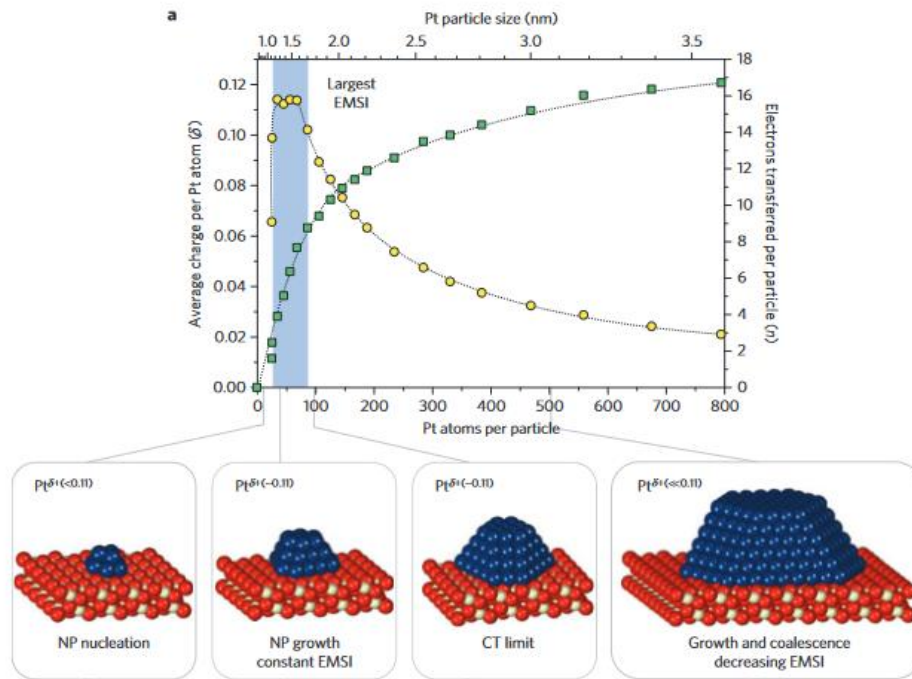 a
Pt particle size (nm)
1.0 1.5 2.0 2.5 3.0 3.5
Average charge per Pt atom (δ)
0.12
0.10
0.08
0.06
0.04
0.02
0.00
Largest
EMSI
18
16
14
12
10
8
6
4
2
0
Electrons transferred per particle (n)
0 100 200 300 400 500 600 700 800
Pt atoms per particle
Ptδ+(<0.11)
NP nucleation
Ptδ+(~0.11)
NP growth
constant EMSI
Ptδ+(~0.11)
CT limit
Ptδ+(≪0.11)
Growth and coalescence
decreasing EMSI